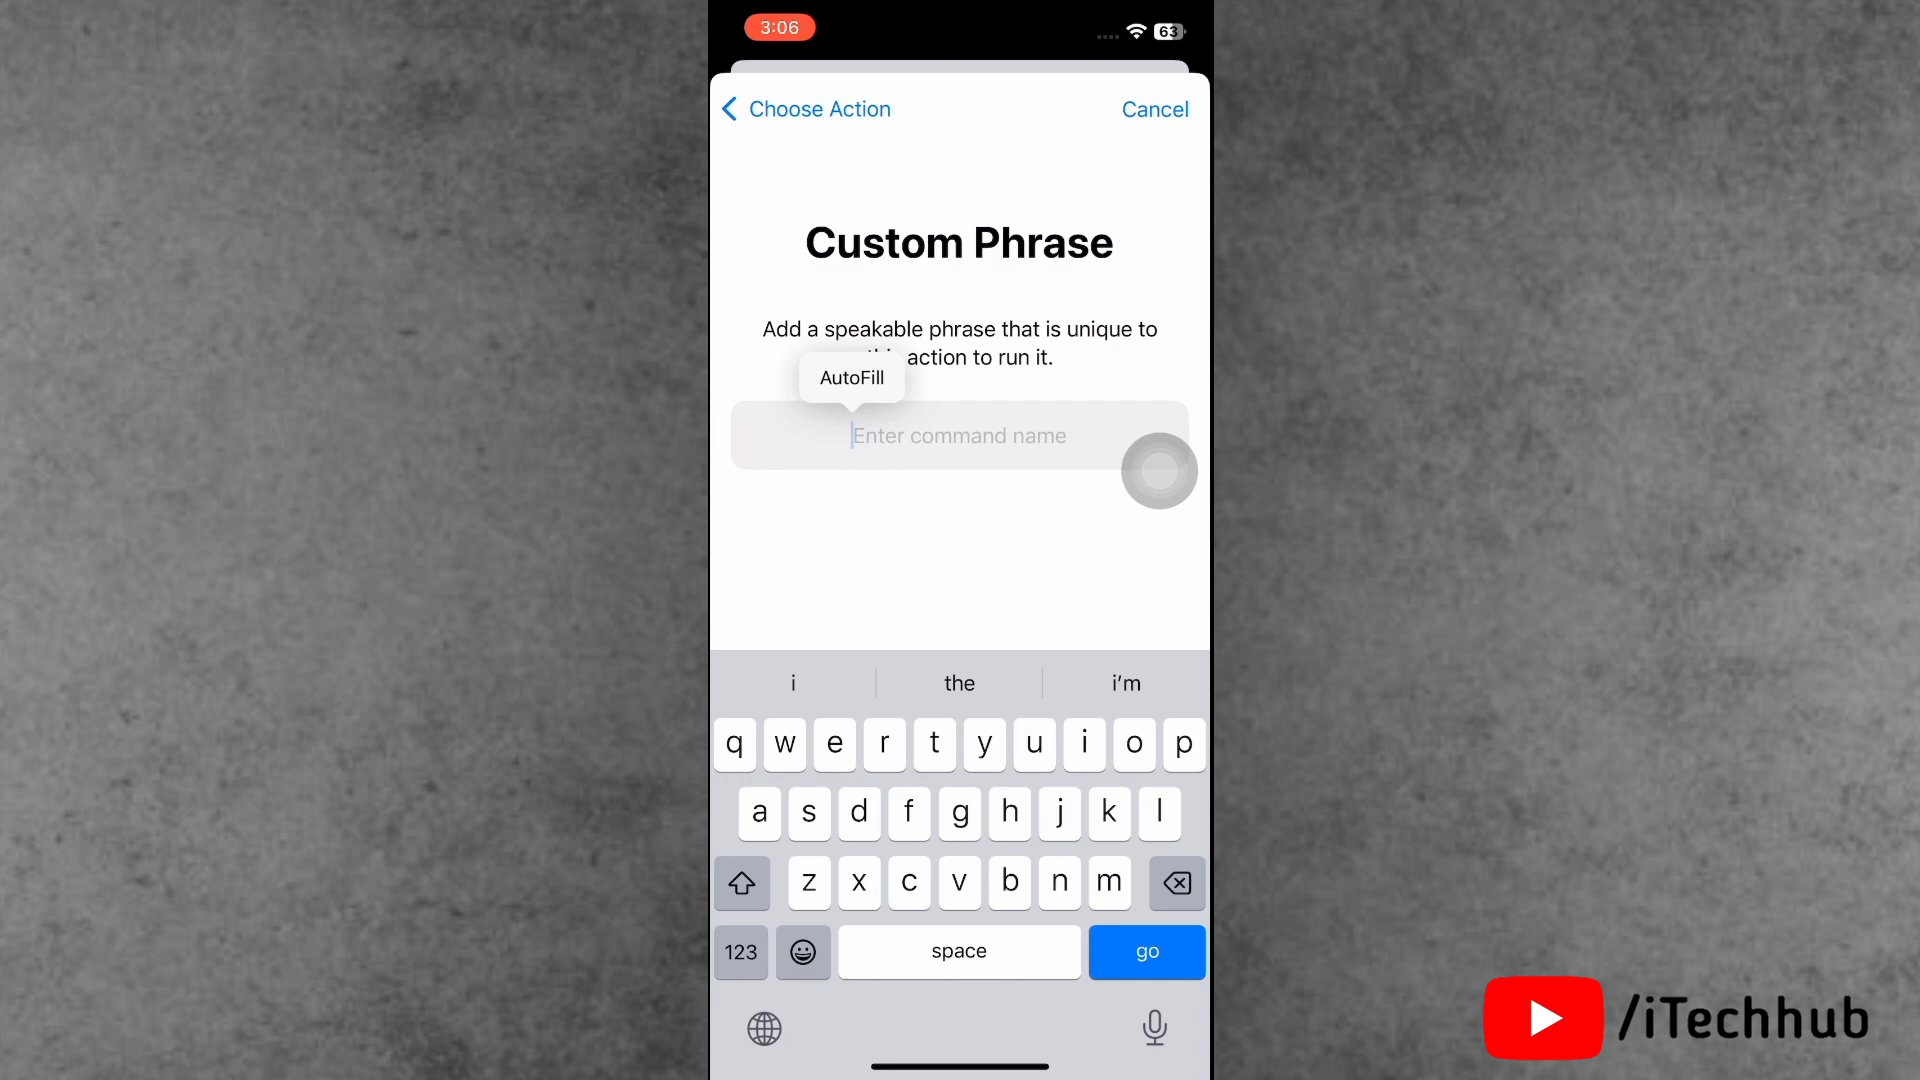 3:06
63
Choose Action
Cancel
Custom Phrase
Add a speakable phrase that is unique to
action to run it.
AutoFill
Enter command name
i the i'm
q w e r t y u i o p
a s d f g h j k l
z x c v b n m
123 space go
/iTechhub